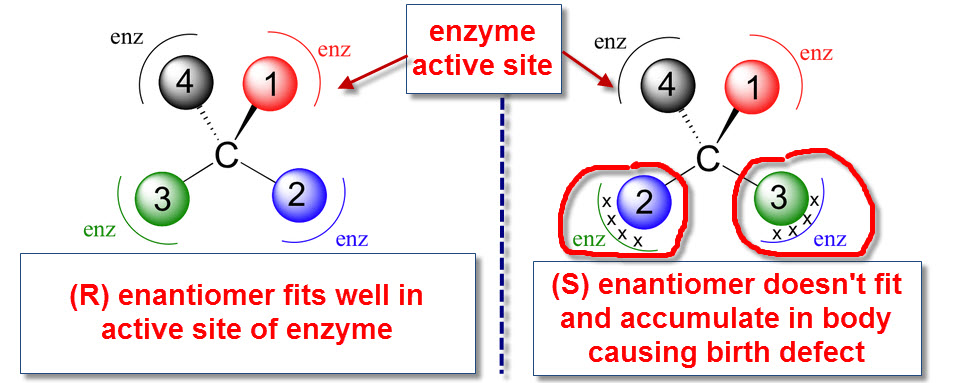 enzyme
active site
enz
enz
4
1
C
3
2
enz
enz
(R) enantiomer fits well in
active site of enzyme
enz
enz
4
1
C
2
3
x
x
x
x
x
x
x
x
enz
enz
(S) enantiomer doesn't fit
and accumulate in body
causing birth defect